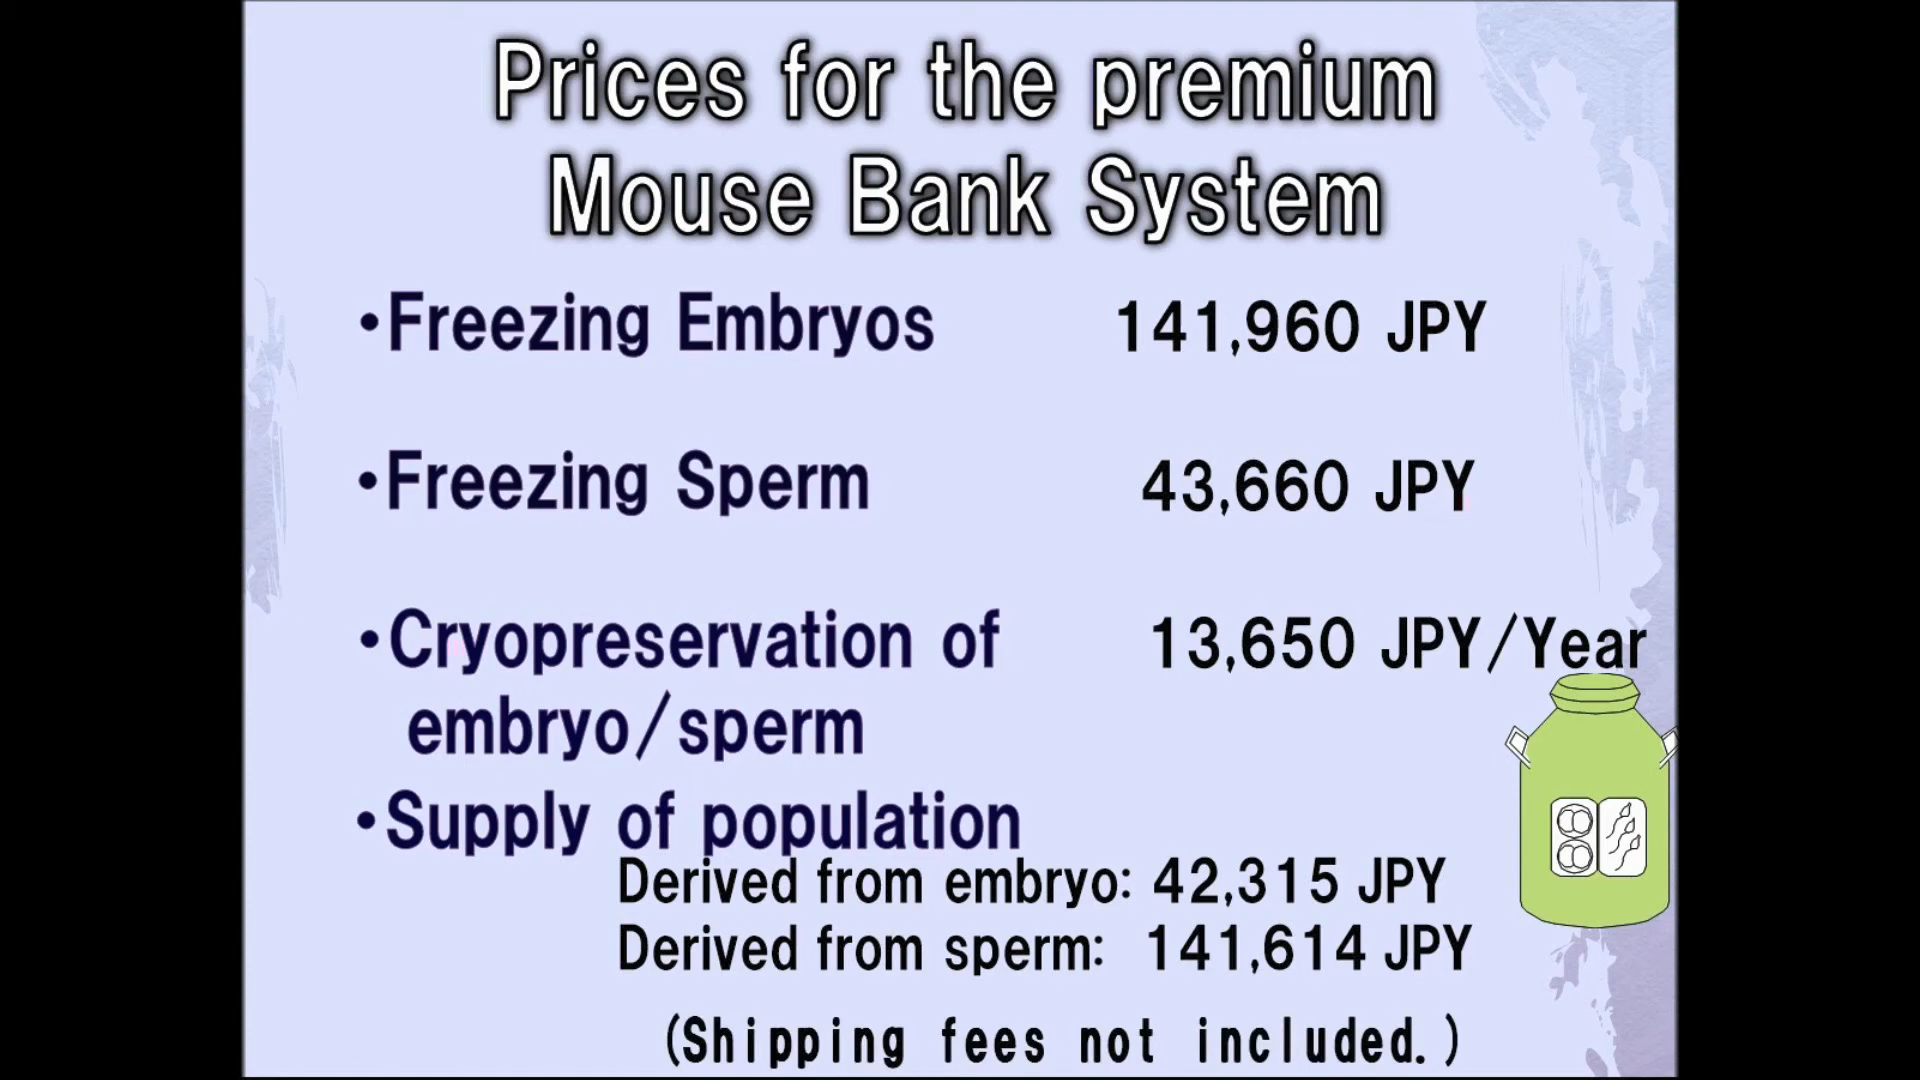 Prices for the premium
Mouse Bank System
・Freezing Embryos 141,960 JPY
・Freezing Sperm 43,660 JPY
・Cryopreservation of 13,650 JPY/Year
embryo/sperm
・Supply of population
Derived from embryo: 42,315 JPY
Derived from sperm: 141,614 JPY
(Shipping fees not included.)